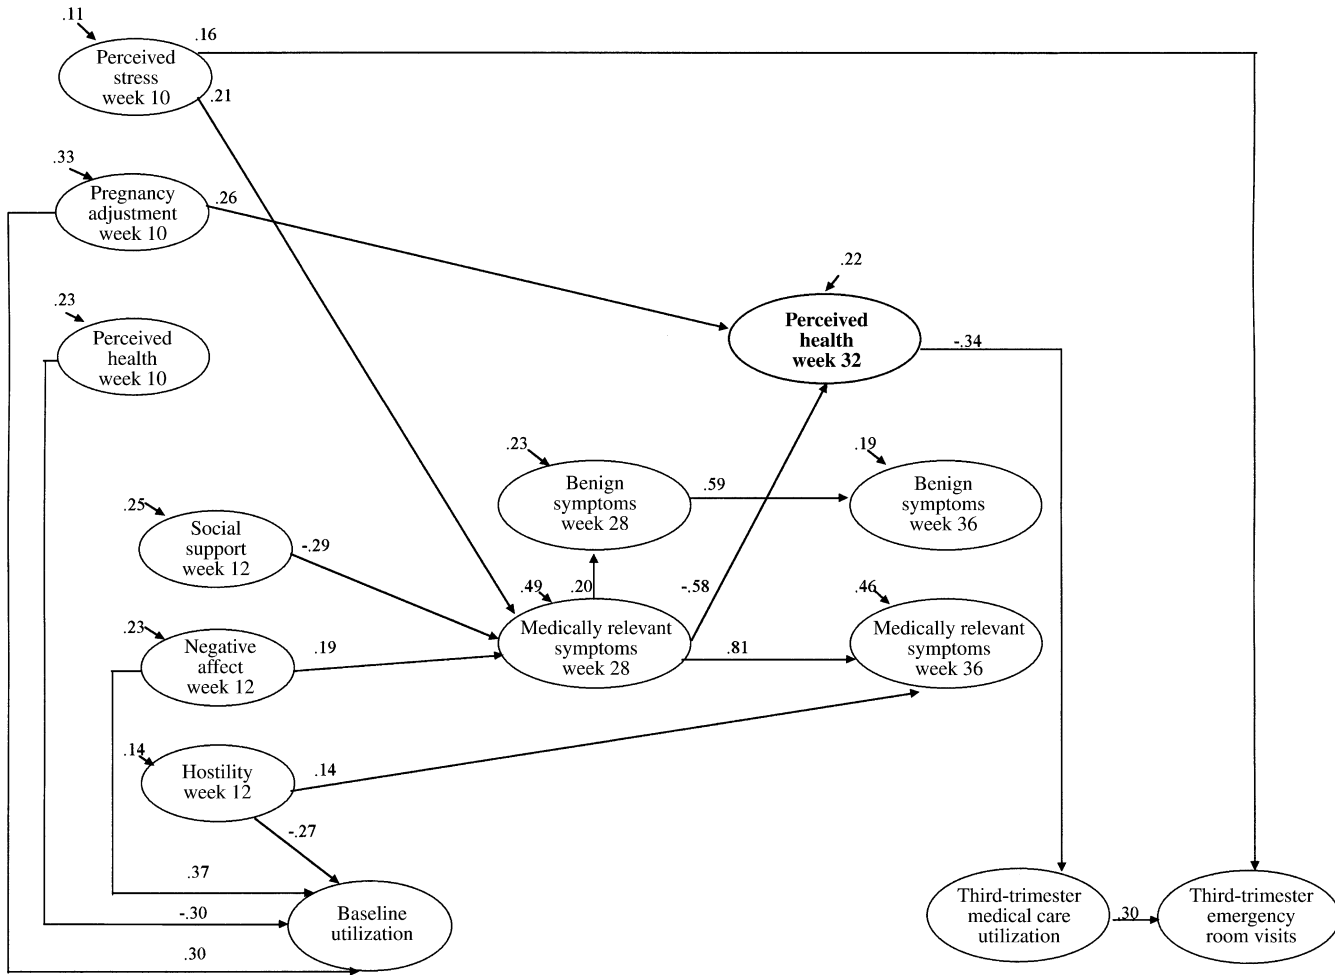 .11
.16
Perceived
stress
week 10
.21
.33
Pregnancy
adjustment
week 10
.26
.23
Perceived
health
week 10
.22
Perceived
health
week 32
-.34
.23
Benign
symptoms
week 28
.59
.19
Benign
symptoms
week 36
.25
Social
support
week 12
-.29
.49
.20
-.58
.46
Medically relevant
symptoms
week 28
.81
Medically relevant
symptoms
week 36
.23
Negative
affect
week 12
.19
.14
Hostility
week 12
.14
-.27
.37
-.30
.30
Baseline
utilization
Third-trimester
medical care
utilization
.30
Third-trimester
emergency
room visits